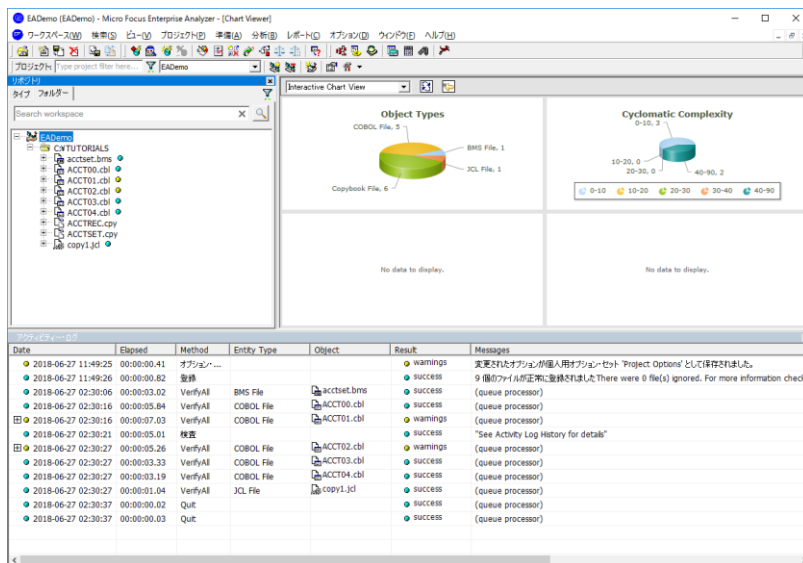 EADemo (EADemo) - Micro Focus Enterprise Analyzer - [Chart Viewer]
ワークスペース(W) 検索(S) ビュー(V) プロジェクト(P) 準備(A) 分析(B) レポート(C) オプション(D) ウィンドウ(F) ヘルプ(H)
プロジェクト: Type project filter here... EADemo
リポジトリ
タイプ フォルダー
Interactive Chart View
Search workspace
EADemo
C:¥TUTORIALS
acctset.bms
ACCT00.cbl
ACCT01.cbl
ACCT02.cbl
ACCT03.cbl
ACCT04.cbl
ACCTREC.cpy
ACCTSET.cpy
copy1.jcl
Object Types
COBOL File, 5
BMS File, 1
JCL File, 1
Copybook File, 6
Cyclomatic Complexity
0-10, 3
10-20, 0
20-30, 0
40-90, 2
0-10 10-20 20-30 30-40 40-90
No data to display.
No data to display.
アクティビティー・ログ
Date Elapsed Method Entity Type Object Result Messages
2018-06-27 11:49:25 00:00:00.41 オプション・... warnings 変更されたオプションが個人用オプション・セット 'Project Options' として保存されました。
2018-06-27 11:49:26 00:00:00.82 登録 success 9 個のファイルが正常に登録されましたThere were 0 file(s) ignored. For more information check
2018-06-27 02:30:06 00:00:03.02 VerifyAll BMS File acctset.bms success (queue processor)
2018-06-27 02:30:16 00:00:05.84 VerifyAll COBOL File ACCT00.cbl success (queue processor)
2018-06-27 02:30:16 00:00:07.03 VerifyAll COBOL File ACCT01.cbl warnings (queue processor)
2018-06-27 02:30:21 00:00:05.01 検査 success "See Activity Log History for details"
2018-06-27 02:30:27 00:00:05.26 VerifyAll COBOL File ACCT02.cbl warnings (queue processor)
2018-06-27 02:30:27 00:00:03.33 VerifyAll COBOL File ACCT03.cbl success (queue processor)
2018-06-27 02:30:27 00:00:03.19 VerifyAll COBOL File ACCT04.cbl success (queue processor)
2018-06-27 02:30:27 00:00:01.04 VerifyAll JCL File copy1.jcl success (queue processor)
2018-06-27 02:30:37 00:00:00.02 Quit success (queue processor)
2018-06-27 02:30:37 00:00:00.03 Quit success (queue processor)